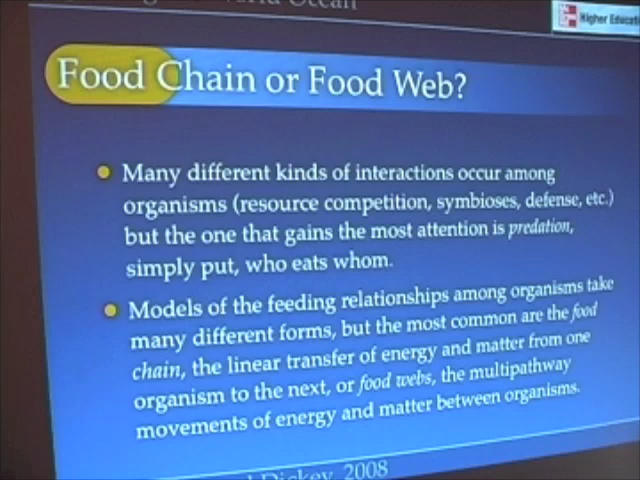 Ocean
Higher
Food Chain or Food Web?
Many different kinds of interactions occur among
organisms (resource competition, symbioses, defense, etc.)
but the one that gains the most attention is predation,
simply put, who eats whom.
Models of the feeding relationships among organisms take
many different forms, but the most common are the food
chain, the linear transfer of energy and matter from one
organism to the next, or food webs, the multipathway
movements of energy and matter between organisms.
Dickey, 2008